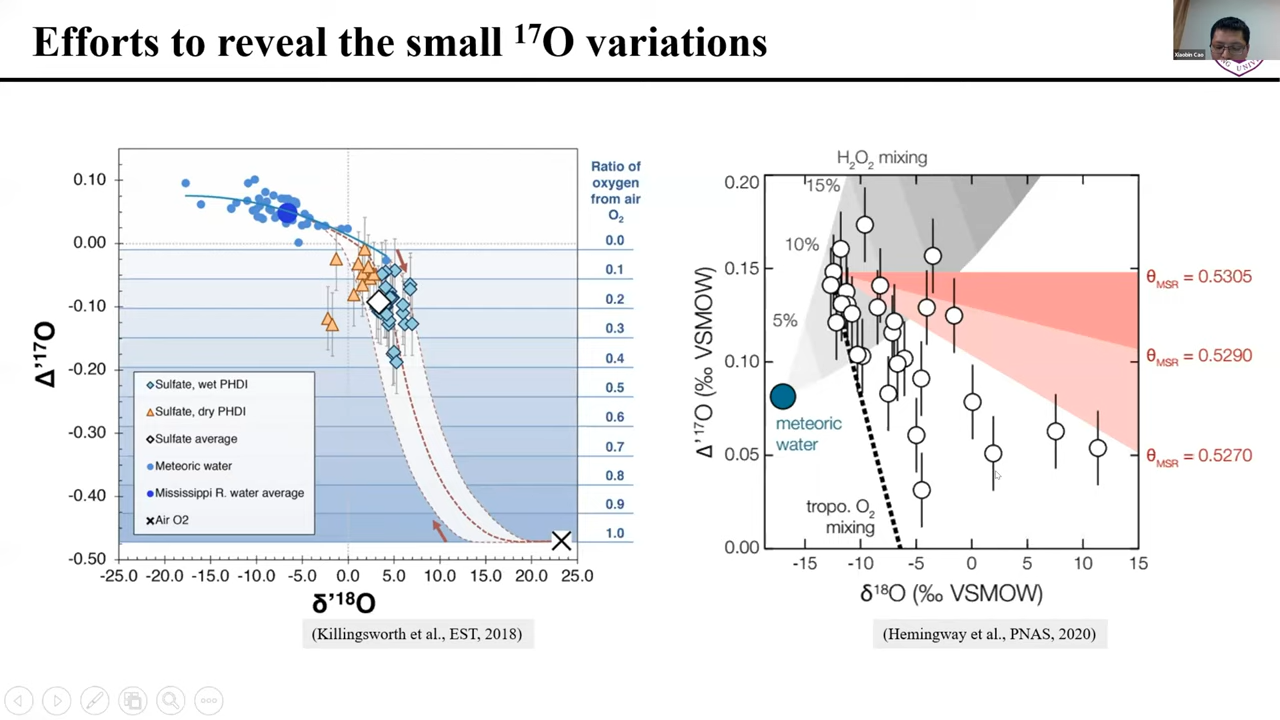 Efforts to reveal the small ¹⁷O variations
Xiaobin Cao
NG UNIV
0.10
0.00
-0.10
-0.20
-0.30
-0.40
-0.50
Δ'¹⁷O
-25.0 -20.0 -15.0 -10.0 -5.0 0.0 5.0 10.0 15.0 20.0 25.0
δ'¹⁸O
Ratio of
oxygen
from air
O₂
0.0
0.1
0.2
0.3
0.4
0.5
0.6
0.7
0.8
0.9
1.0
Sulfate, wet PHDI
Sulfate, dry PHDI
Sulfate average
Meteoric water
Mississippi R. water average
Air O2
(Killingsworth et al., EST, 2018)
H₂O₂ mixing
15%
10%
5%
0.20
0.15
0.10
0.05
0.00
Δ'¹⁷O (‰ VSMOW)
meteoric
water
tropo. O₂
mixing
θMSR = 0.5305
θMSR = 0.5290
θMSR = 0.5270
-15 -10 -5 0 5 10 15
δ¹⁸O (‰ VSMOW)
(Hemingway et al., PNAS, 2020)